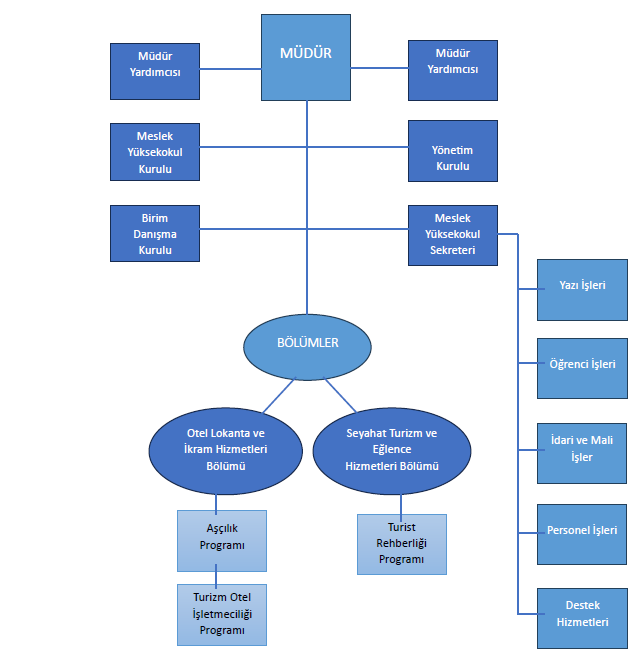 MÜDÜR
Müdür
Yardımcısı
Müdür
Yardımcısı
Meslek
Yüksekokul
Kurulu
Yönetim
Kurulu
Birim
Danışma
Kurulu
Meslek
Yüksekokul
Sekreteri
Yazı İşleri
Öğrenci İşleri
İdari ve Mali
İşler
Personel İşleri
Destek
Hizmetleri
BÖLÜMLER
Otel Lokanta ve
İkram Hizmetleri
Bölümü
Seyahat Turizm ve
Eğlence
Hizmetleri Bölümü
Aşçılık
Programı
Turizm Otel
İşletmeciliği
Programı
Turist
Rehberliği
Programı